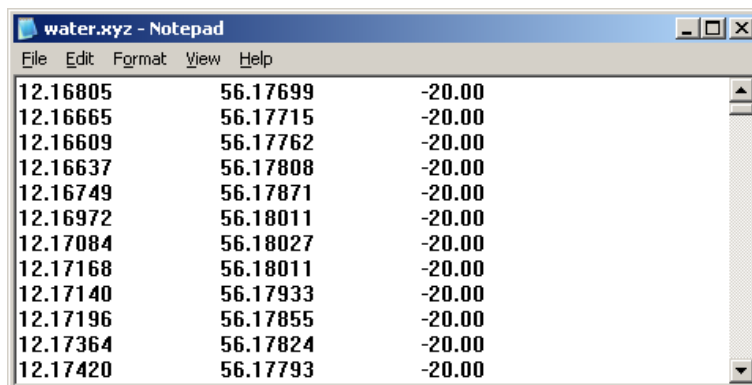 water.xyz - Notepad
File Edit Format View Help
12.16805 56.17699 -20.00
12.16665 56.17715 -20.00
12.16609 56.17762 -20.00
12.16637 56.17808 -20.00
12.16749 56.17871 -20.00
12.16972 56.18011 -20.00
12.17084 56.18027 -20.00
12.17168 56.18011 -20.00
12.17140 56.17933 -20.00
12.17196 56.17855 -20.00
12.17364 56.17824 -20.00
12.17420 56.17793 -20.00